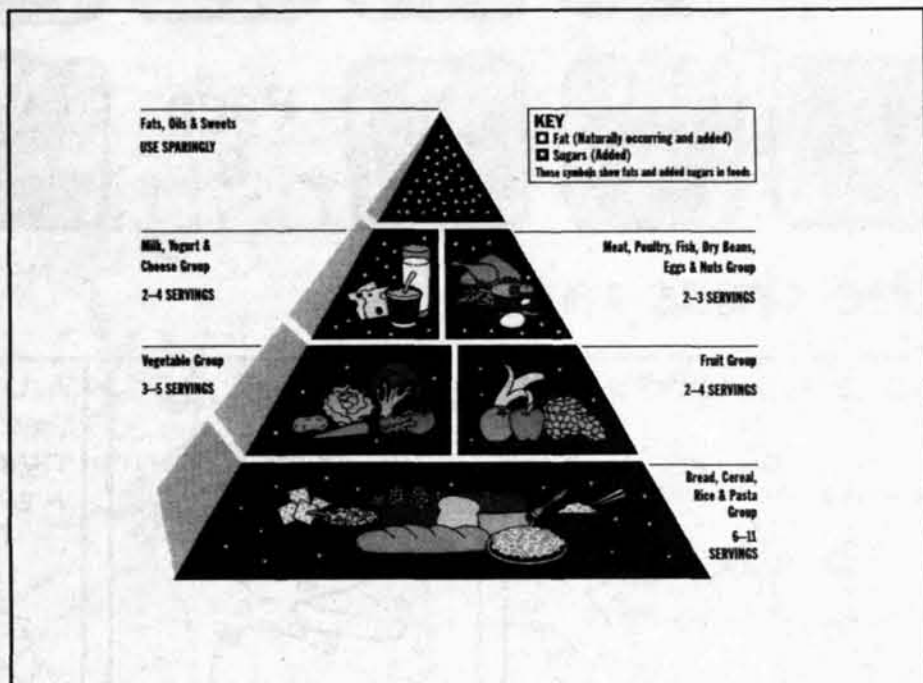 Fats, Oils & Sweets
USE SPARINGLY
KEY
Fat (Naturally occurring and added)
Sugars (Added)
These symbols show fats and added sugars in foods
Milk, Yogurt &
Cheese Group
2–4 SERVINGS
Meat, Poultry, Fish, Dry Beans,
Eggs & Nuts Group
2–3 SERVINGS
Vegetable Group
3–5 SERVINGS
Fruit Group
2–4 SERVINGS
Bread, Cereal,
Rice & Pasta
Group
6–11
SERVINGS